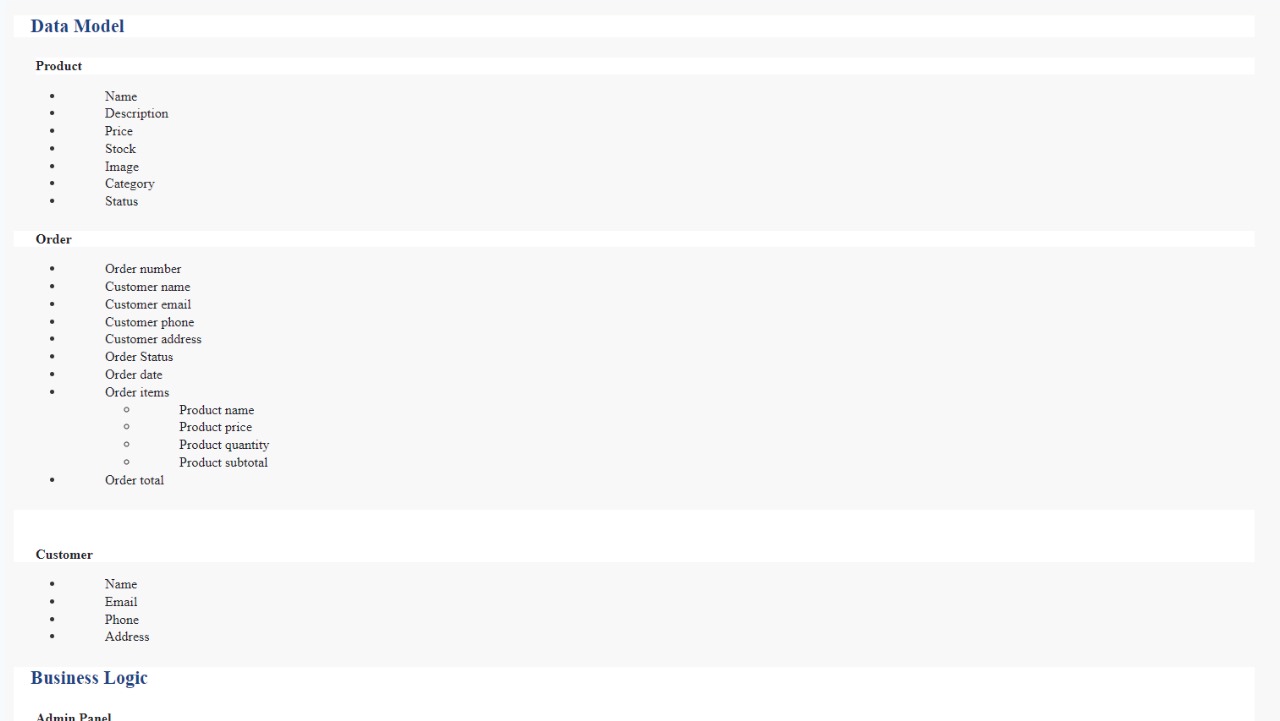 Data Model
Product
Name
Description
Price
Stock
Image
Category
Status
Order
Order number
Customer name
Customer email
Customer phone
Customer address
Order Status
Order date
Order items
Product name
Product price
Product quantity
Product subtotal
Order total
Customer
Name
Email
Phone
Address
Business Logic
Admin Panel